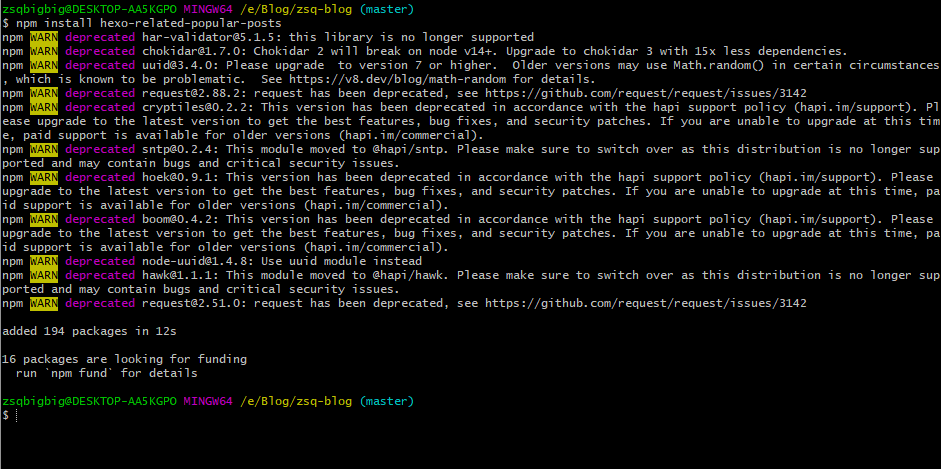 zsqbigbig@DESKTOP-AA5KGPO MINGW64 /e/Blog/zsq-blog (master)
$ npm install hexo-related-popular-posts
npm WARN deprecated har-validator@5.1.5: this library is no longer supported
npm WARN deprecated chokidar@1.7.0: Chokidar 2 will break on node v14+. Upgrade to chokidar 3 with 15x less dependencies.
npm WARN deprecated uuid@3.4.0: Please upgrade  to version 7 or higher.  Older versions may use Math.random() in certain circumstances
, which is known to be problematic.  See https://v8.dev/blog/math-random for details.
npm WARN deprecated request@2.88.2: request has been deprecated, see https://github.com/request/request/issues/3142
npm WARN deprecated cryptiles@0.2.2: This version has been deprecated in accordance with the hapi support policy (hapi.im/support). Pl
ease upgrade to the latest version to get the best features, bug fixes, and security patches. If you are unable to upgrade at this tim
e, paid support is available for older versions (hapi.im/commercial).
npm WARN deprecated sntp@0.2.4: This module moved to @hapi/sntp. Please make sure to switch over as this distribution is no longer sup
ported and may contain bugs and critical security issues.
npm WARN deprecated hoek@0.9.1: This version has been deprecated in accordance with the hapi support policy (hapi.im/support). Please
upgrade to the latest version to get the best features, bug fixes, and security patches. If you are unable to upgrade at this time, pa
id support is available for older versions (hapi.im/commercial).
npm WARN deprecated boom@0.4.2: This version has been deprecated in accordance with the hapi support policy (hapi.im/support). Please
upgrade to the latest version to get the best features, bug fixes, and security patches. If you are unable to upgrade at this time, pa
id support is available for older versions (hapi.im/commercial).
npm WARN deprecated node-uuid@1.4.8: Use uuid module instead
npm WARN deprecated hawk@1.1.1: This module moved to @hapi/hawk. Please make sure to switch over as this distribution is no longer sup
ported and may contain bugs and critical security issues.
npm WARN deprecated request@2.51.0: request has been deprecated, see https://github.com/request/request/issues/3142
added 194 packages in 12s
16 packages are looking for funding
run `npm fund` for details
zsqbigbig@DESKTOP-AA5KGPO MINGW64 /e/Blog/zsq-blog (master)
$